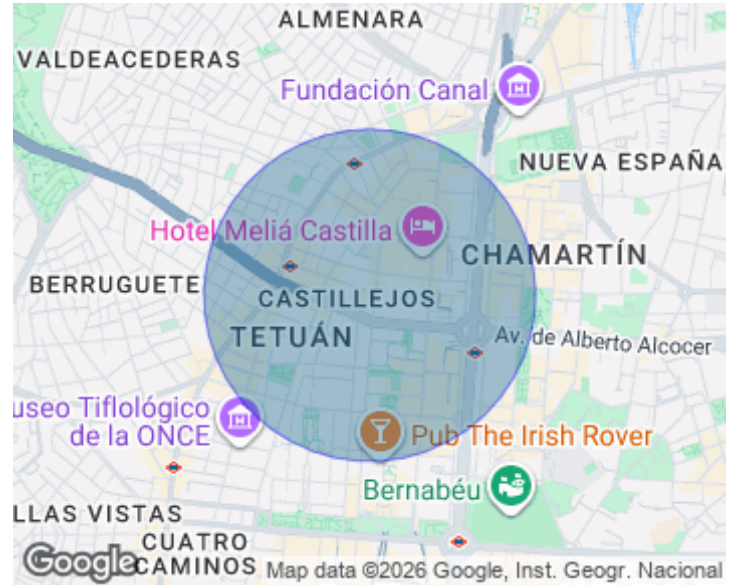 ALMENARA
VALDEACEDERAS
Fundación Canal
NUEVA ESPAÑA
Hotel Meliá Castilla
CHAMARTÍN
BERRUGUETE
CASTILLEJOS
TETUÁN
Av. de Alberto Alcocer
useo Tiflológico
de la ONCE
Pub The Irish Rover
Bernabéu
LLAS VISTAS
CUATRO
CAMINOS
Google
Map data ©2026 Google, Inst. Geogr. Nacional